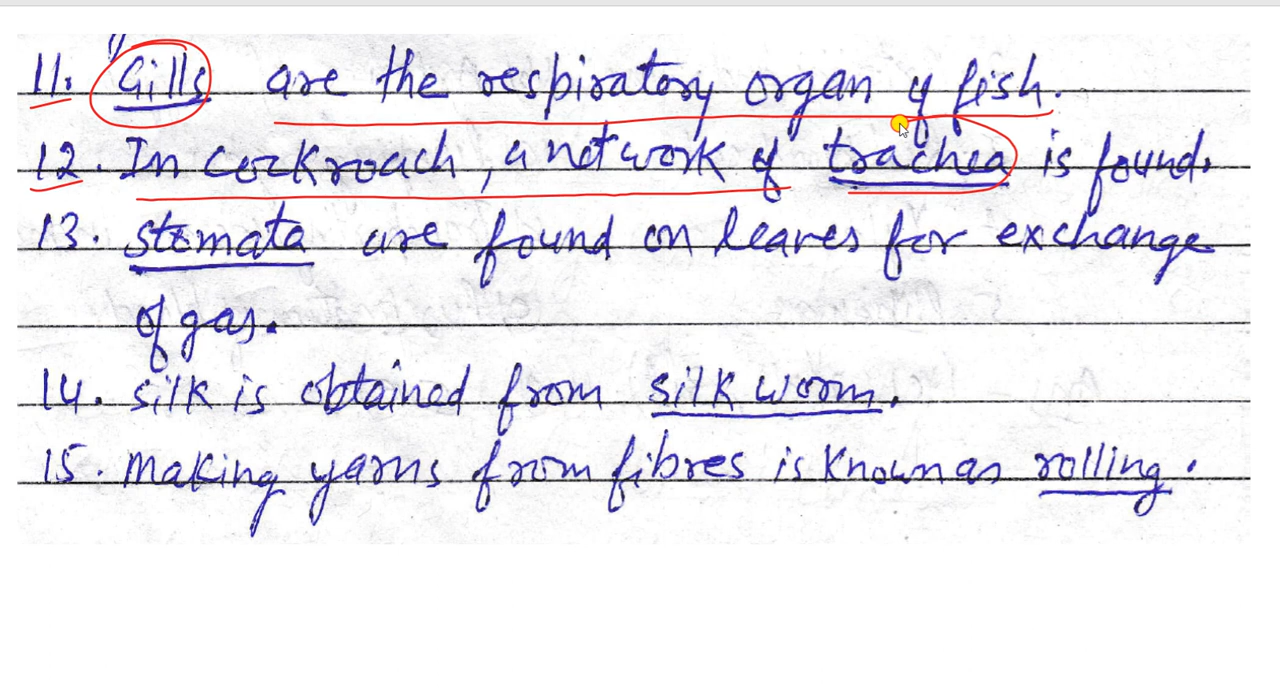 11. Gills are the respiratory organ of fish.
12. In cockroach, a network of trachea is found.
13. stomata are found on leaves for exchange
of gas.
14. silk is obtained from silk worm.
15. Making yarns from fibres is known as rolling.